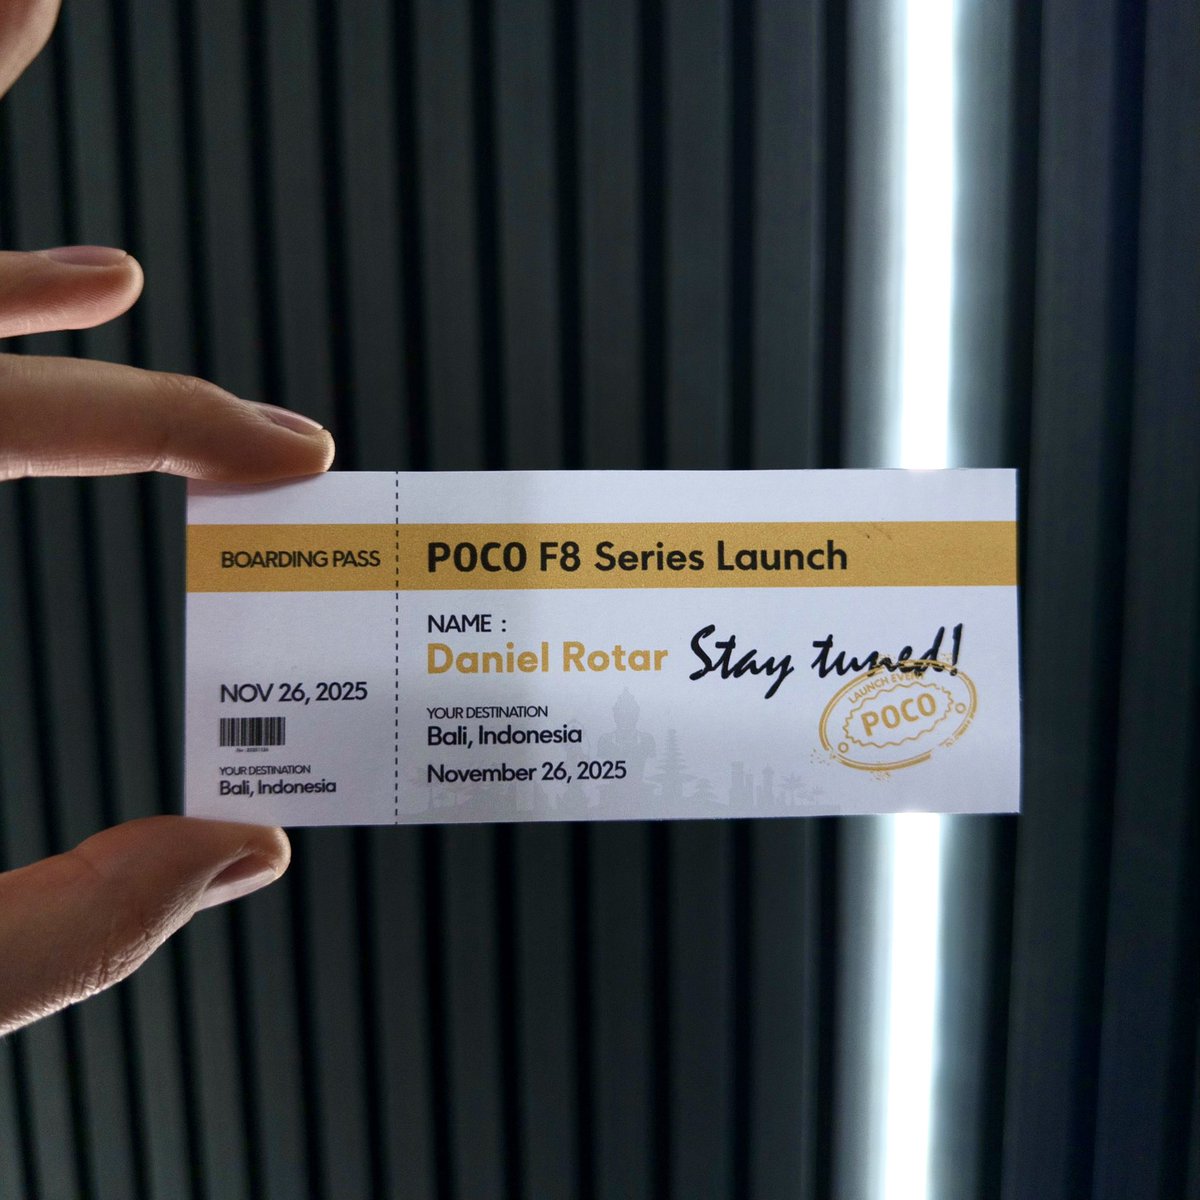 BOARDING PASS
NOV 26, 2025
YOUR DESTINATION
Bali, Indonesia
POCO F8 Series Launch
NAME :
Daniel Rotar
Stay tuned!
YOUR DESTINATION
Bali, Indonesia
November 26, 2025
LAUNCH EVENT
POCO